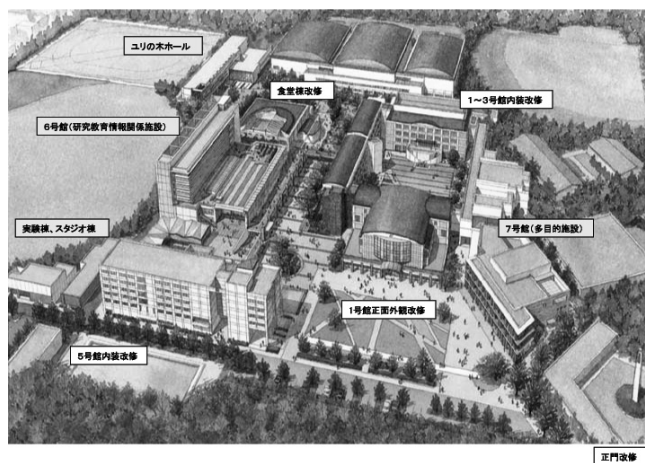 ユリの木ホール
食堂棟改修
1～3号館内装改修
6号館(研究教育情報関係施設)
実験棟、スタジオ棟
7号館(多目的施設)
1号館正面外観改修
5号館内装改修
正門改修